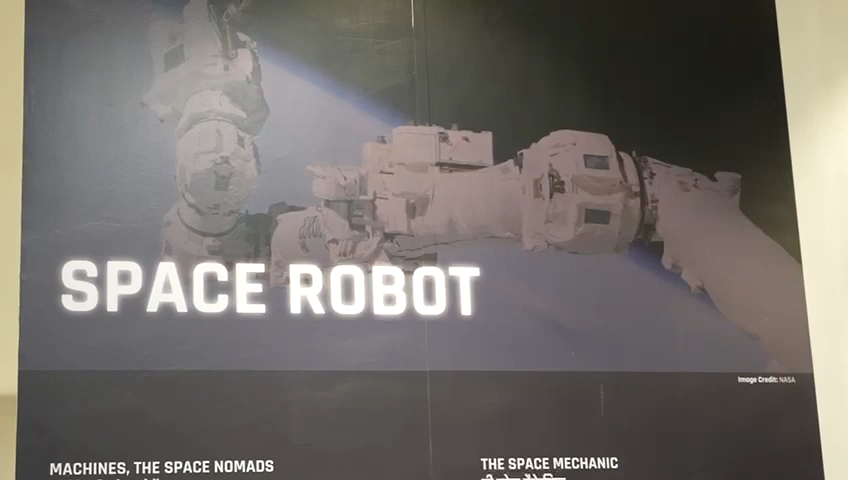 SPACE ROBOT
Image Credit: NASA
MACHINES, THE SPACE NOMADS
THE SPACE MECHANIC